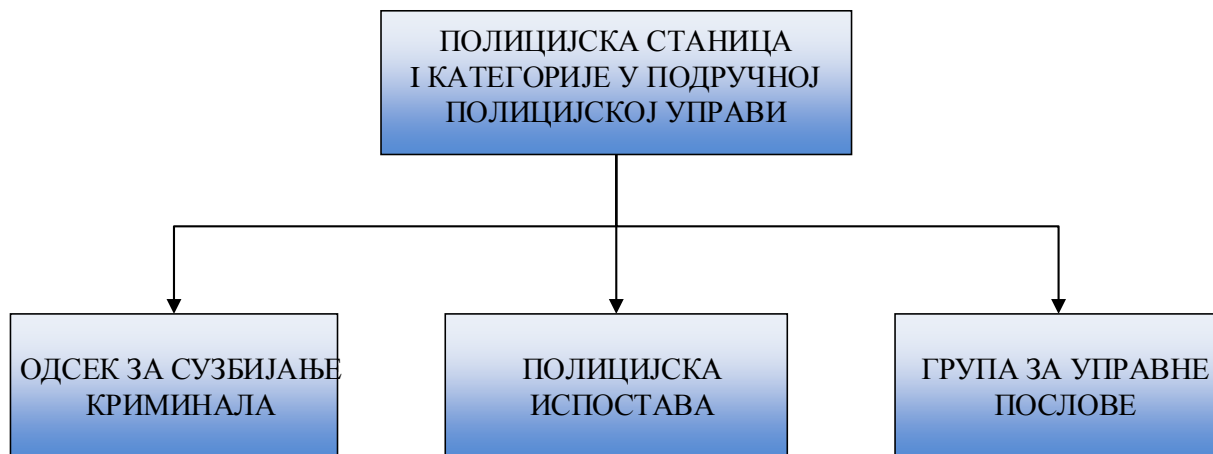 ПОЛИЦИЈСКА СТАНИЦА
I КАТЕГОРИЈЕ У ПОДРУЧНОЈ
ПОЛИЦИЈСКОЈ УПРАВИ
ОДСЕК ЗА СУЗБИЈАЊЕ
КРИМИНАЛА
ПОЛИЦИЈСКА
ИСПОСТАВА
ГРУПА ЗА УПРАВНЕ
ПОСЛОВЕ